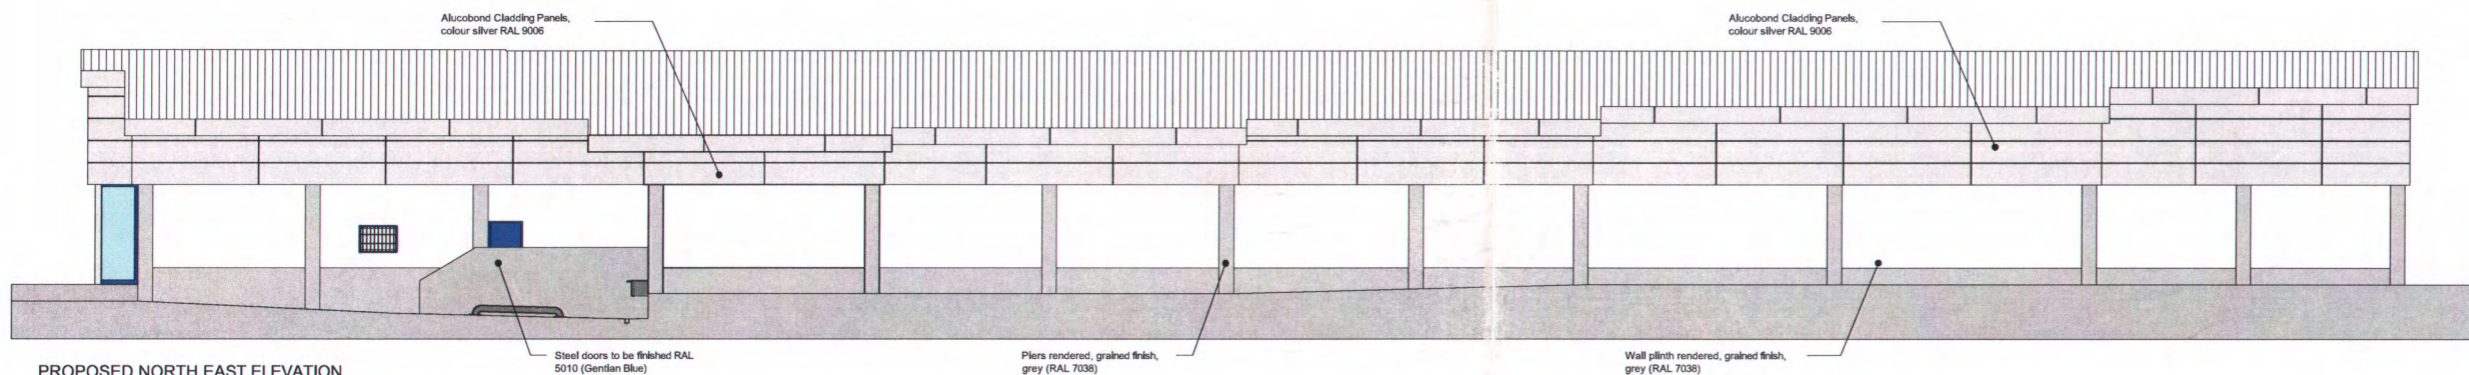 Alucobond Cladding Panels,
colour silver RAL 9006
Alucobond Cladding Panels,
colour silver RAL 9006
Steel doors to be finished RAL
5010 (Gentian Blue)
Piers rendered, grained finish,
grey (RAL 7038)
Wall plinth rendered, grained finish,
grey (RAL 7038)
PROPOSED NORTH EAST ELEVATION